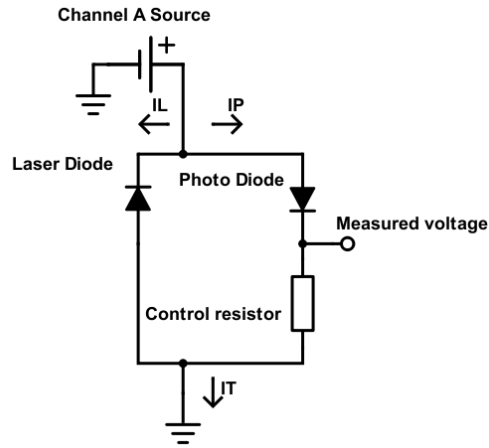 Channel A Source
+
IL
IP
Laser Diode
Photo Diode
Measured voltage
Control resistor
IT